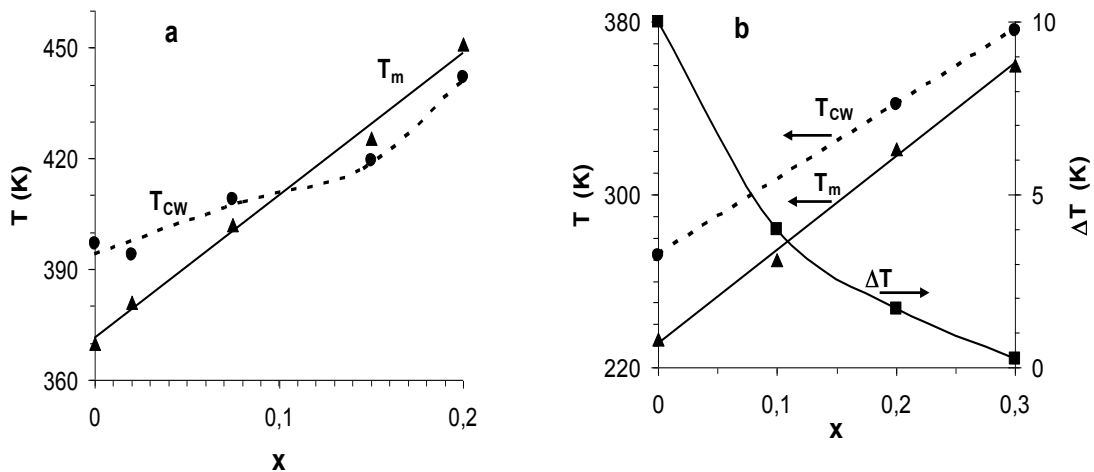 a
T (K)
450
420
390
360
T_m
T_CW
0
0,1
0,2
x
b
T (K)
380
300
220
T_CW
T_m
ΔT
10
5
0
ΔT (K)
0
0,1
0,2
0,3
x